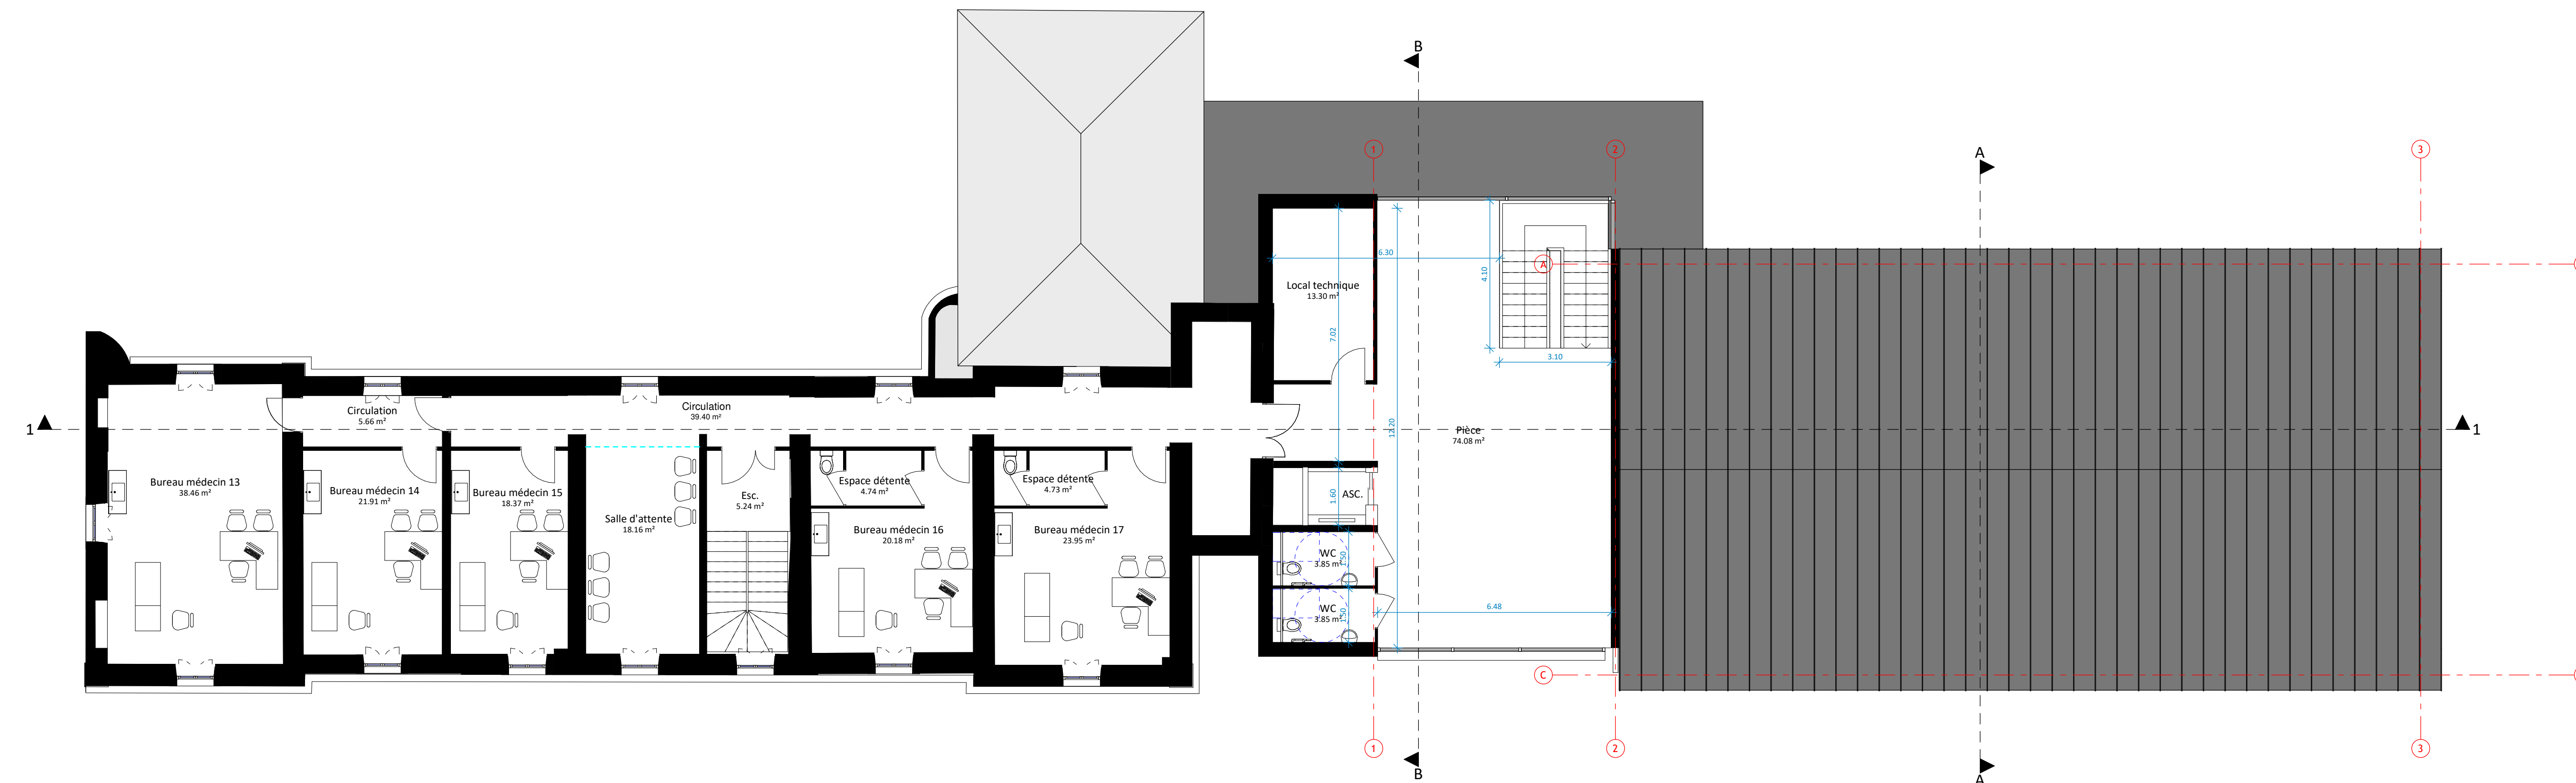 B
A
1
2
3
6.30
4.10
A
Local technique
13.30 m²
7.02
3.10
Circulation
5.66 m²
Circulation
39.40 m²
1
12.20
Pièce
74.08 m²
1
Bureau médecin 13
38.46 m²
Bureau médecin 14
21.91 m²
Bureau médecin 15
18.37 m²
Salle d'attente
18.16 m²
Esc.
5.24 m²
Espace détente
4.74 m²
Bureau médecin 16
20.18 m²
Espace détente
4.73 m²
Bureau médecin 17
23.95 m²
1.60
ASC.
WC
3.85 m²
1.50
WC
3.85 m²
1.50
6.48
C
1
2
3
B
A